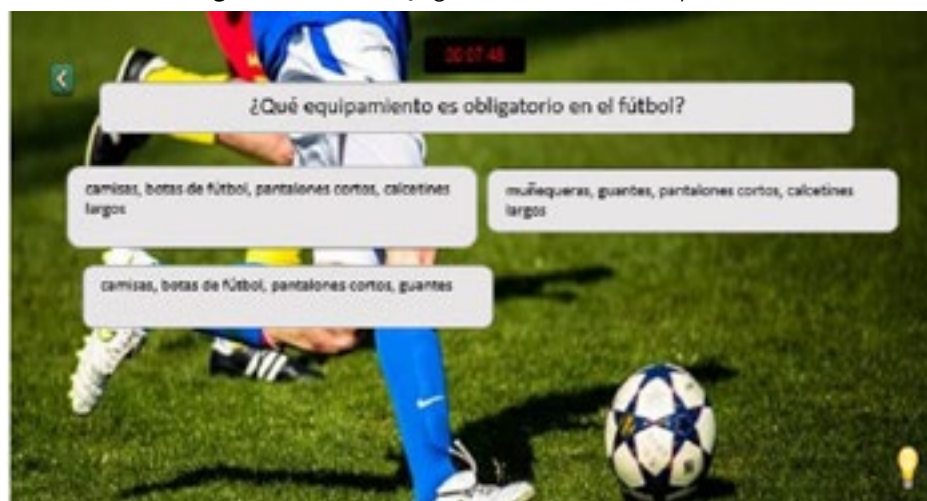 00:07:48
¿Qué equipamiento es obligatorio en el fútbol?
camisas, botas de fútbol, pantalones cortos, calcetines
largos
muñequeras, guantes, pantalones cortos, calcetines
largos
camisas, botas de fútbol, pantalones cortos, guantes